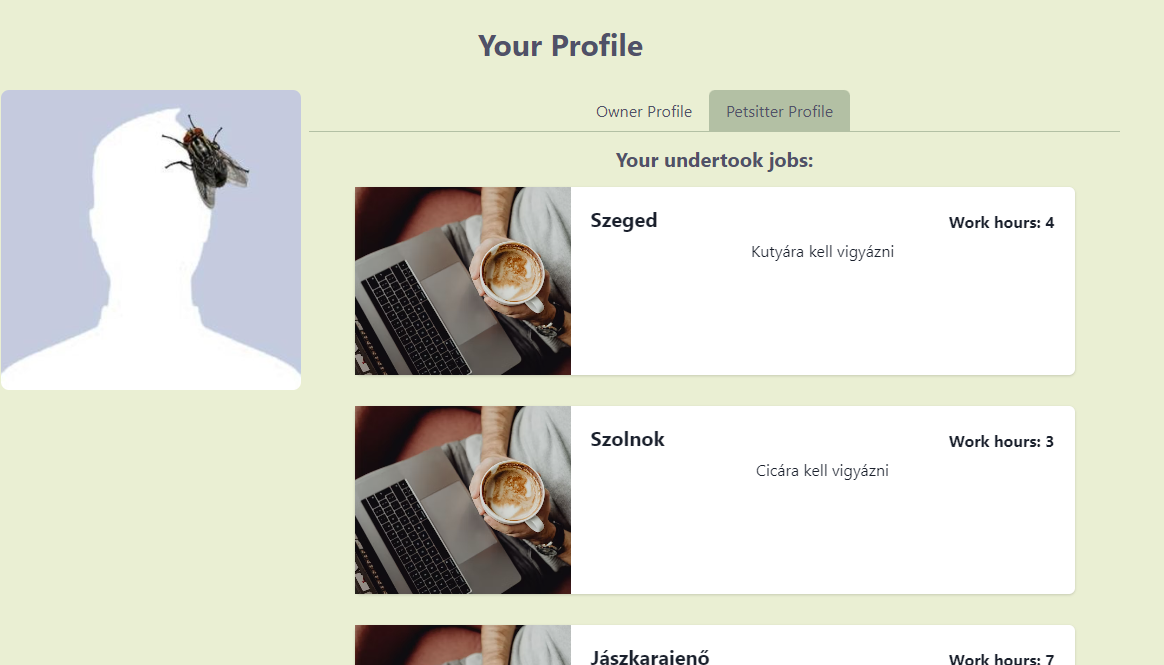 Your Profile
Owner Profile Petsitter Profile
Your undertook jobs:
Szeged Work hours: 4
Kutyára kell vigyázni
Szolnok Work hours: 3
Cicára kell vigyázni
Jászkarajenő Work hours: 7